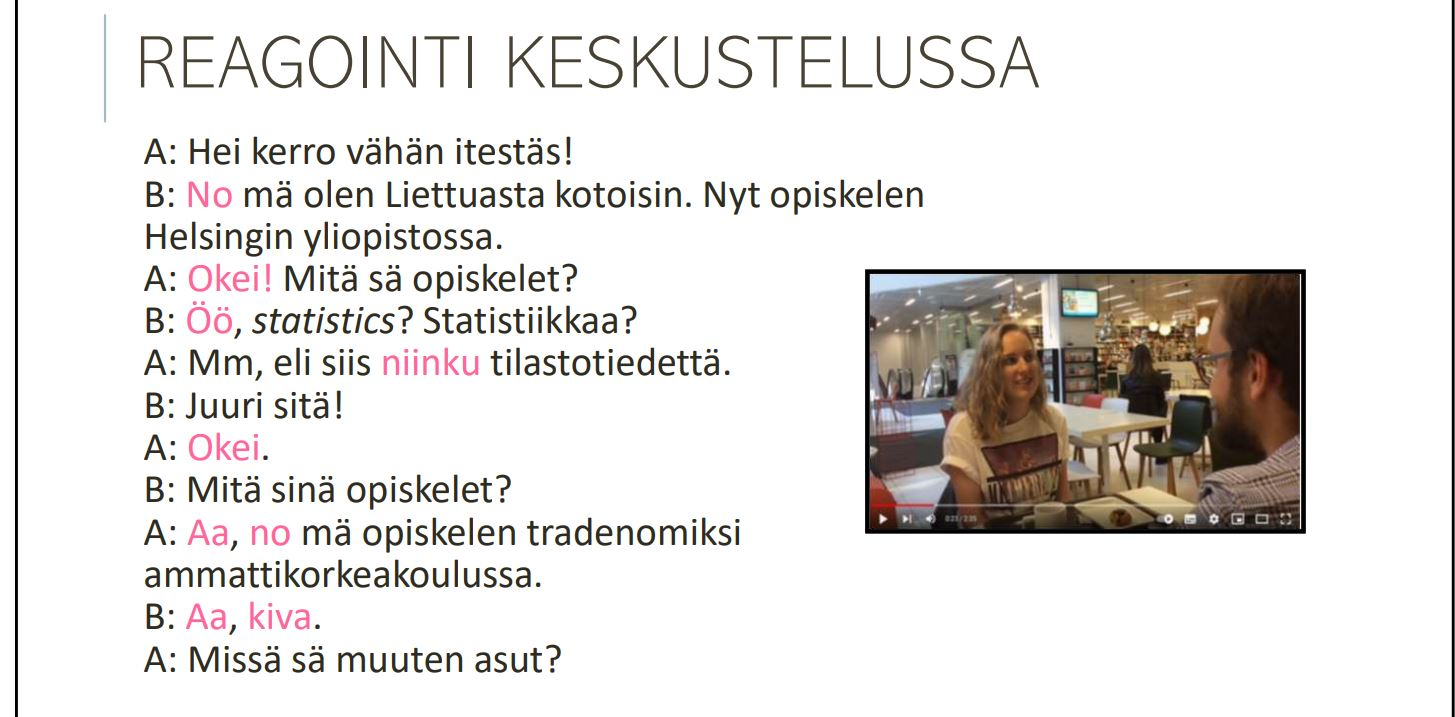 REAGOINTI KESKUSTELUSSA
A: Hei kerro vähän itestäs!
B: No mä olen Liettuasta kotoisin. Nyt opiskelen
Helsingin yliopistossa.
A: Okei! Mitä sä opiskelet?
B: Öö, statistics? Statistiikkaa?
A: Mm, eli siis niinku tilastotiedettä.
B: Juuri sitä!
A: Okei.
B: Mitä sinä opiskelet?
A: Aa, no mä opiskelen tradenomiksi
ammattikorkeakoulussa.
B: Aa, kiva.
A: Missä sä muuten asut?